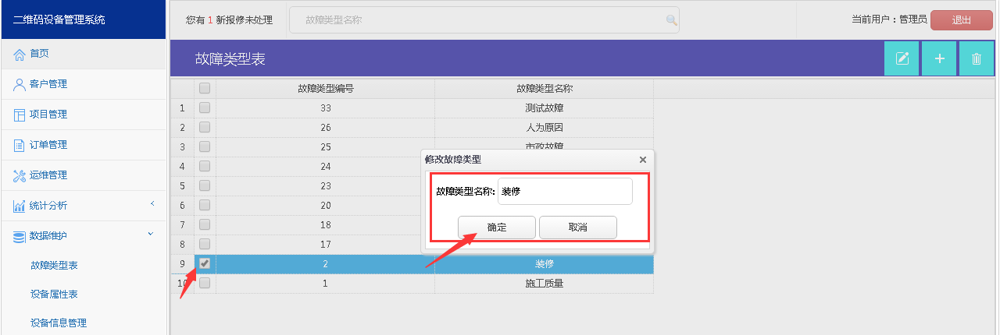 二维码设备管理系统
您有 1 新报修未处理
故障类型名称
当前用户：管理员
退出
首页
客户管理
项目管理
订单管理
运维管理
统计分析
数据维护
故障类型表
设备属性表
设备信息管理
故障类型表
故障类型编号 故障类型名称
1 33 测试故障
2 26 人为原因
3 25 市政故障
4 24
5 23
6 20
7 18
8 17
9 2 装修
10 1 施工质量
修改故障类型
故障类型名称: 装修
确定 取消